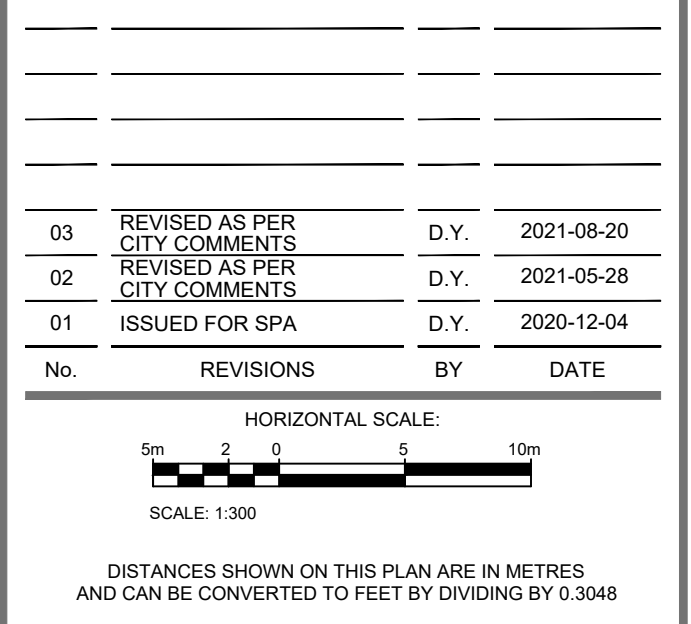 03 REVISED AS PER CITY COMMENTS D.Y. 2021-08-20
02 REVISED AS PER CITY COMMENTS D.Y. 2021-05-28
01 ISSUED FOR SPA D.Y. 2020-12-04
No. REVISIONS BY DATE
HORIZONTAL SCALE:
5m 2 0 5 10m
SCALE: 1:300
DISTANCES SHOWN ON THIS PLAN ARE IN METRES
AND CAN BE CONVERTED TO FEET BY DIVIDING BY 0.3048